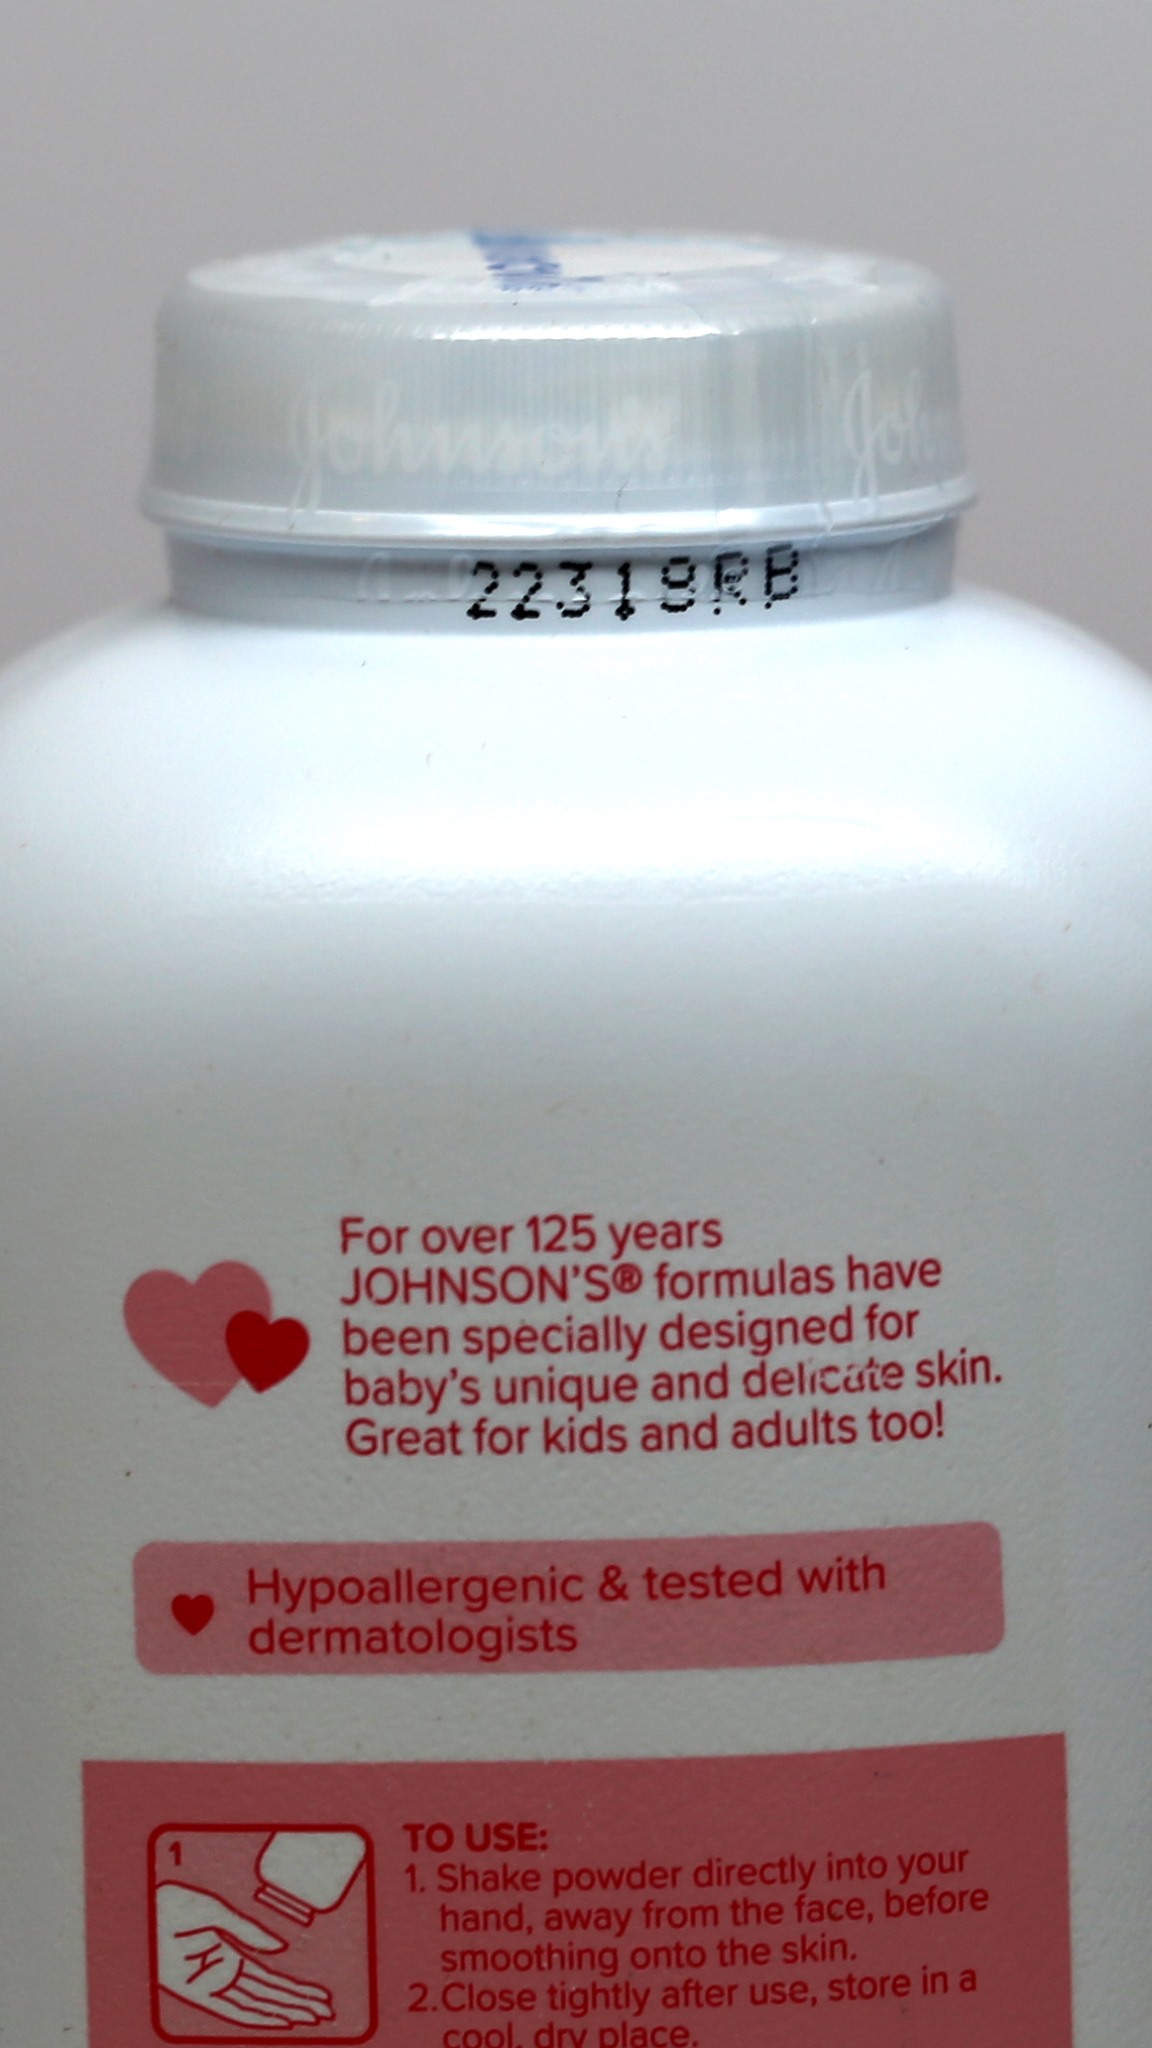 Johnson's Joh
22318RB
For over 125 years
JOHNSON'S® formulas have
been specially designed for
baby's unique and delicate skin.
Great for kids and adults too!
Hypoallergenic & tested with
dermatologists
1
TO USE:
1. Shake powder directly into your
hand, away from the face, before
smoothing onto the skin.
2. Close tightly after use, store in a
cool, dry place.